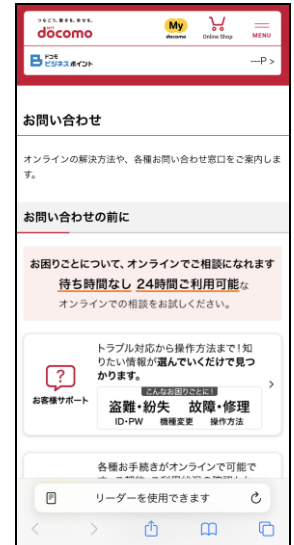 つなごう。驚きを。幸せを。
döcomo
My
docomo
Online Shop
MENU
ドコモ
ビジネスポイント
---P >
お問い合わせ
オンラインの解決方法や、各種お問い合わせ窓口をご案内しま
す。
お問い合わせの前に
お困りごとについて、オンラインでご相談になれます
待ち時間なし 24時間ご利用可能な
オンラインでの相談をお試しください。
トラブル対応から操作方法まで!知
りたい情報が選んでいくだけで見つ
かります。
お客様サポート
こんなお困りごとに!
盗難・紛失 故障・修理
ID・PW 機種変更 操作方法
各種お手続きがオンラインで可能で
リーダーを使用できます